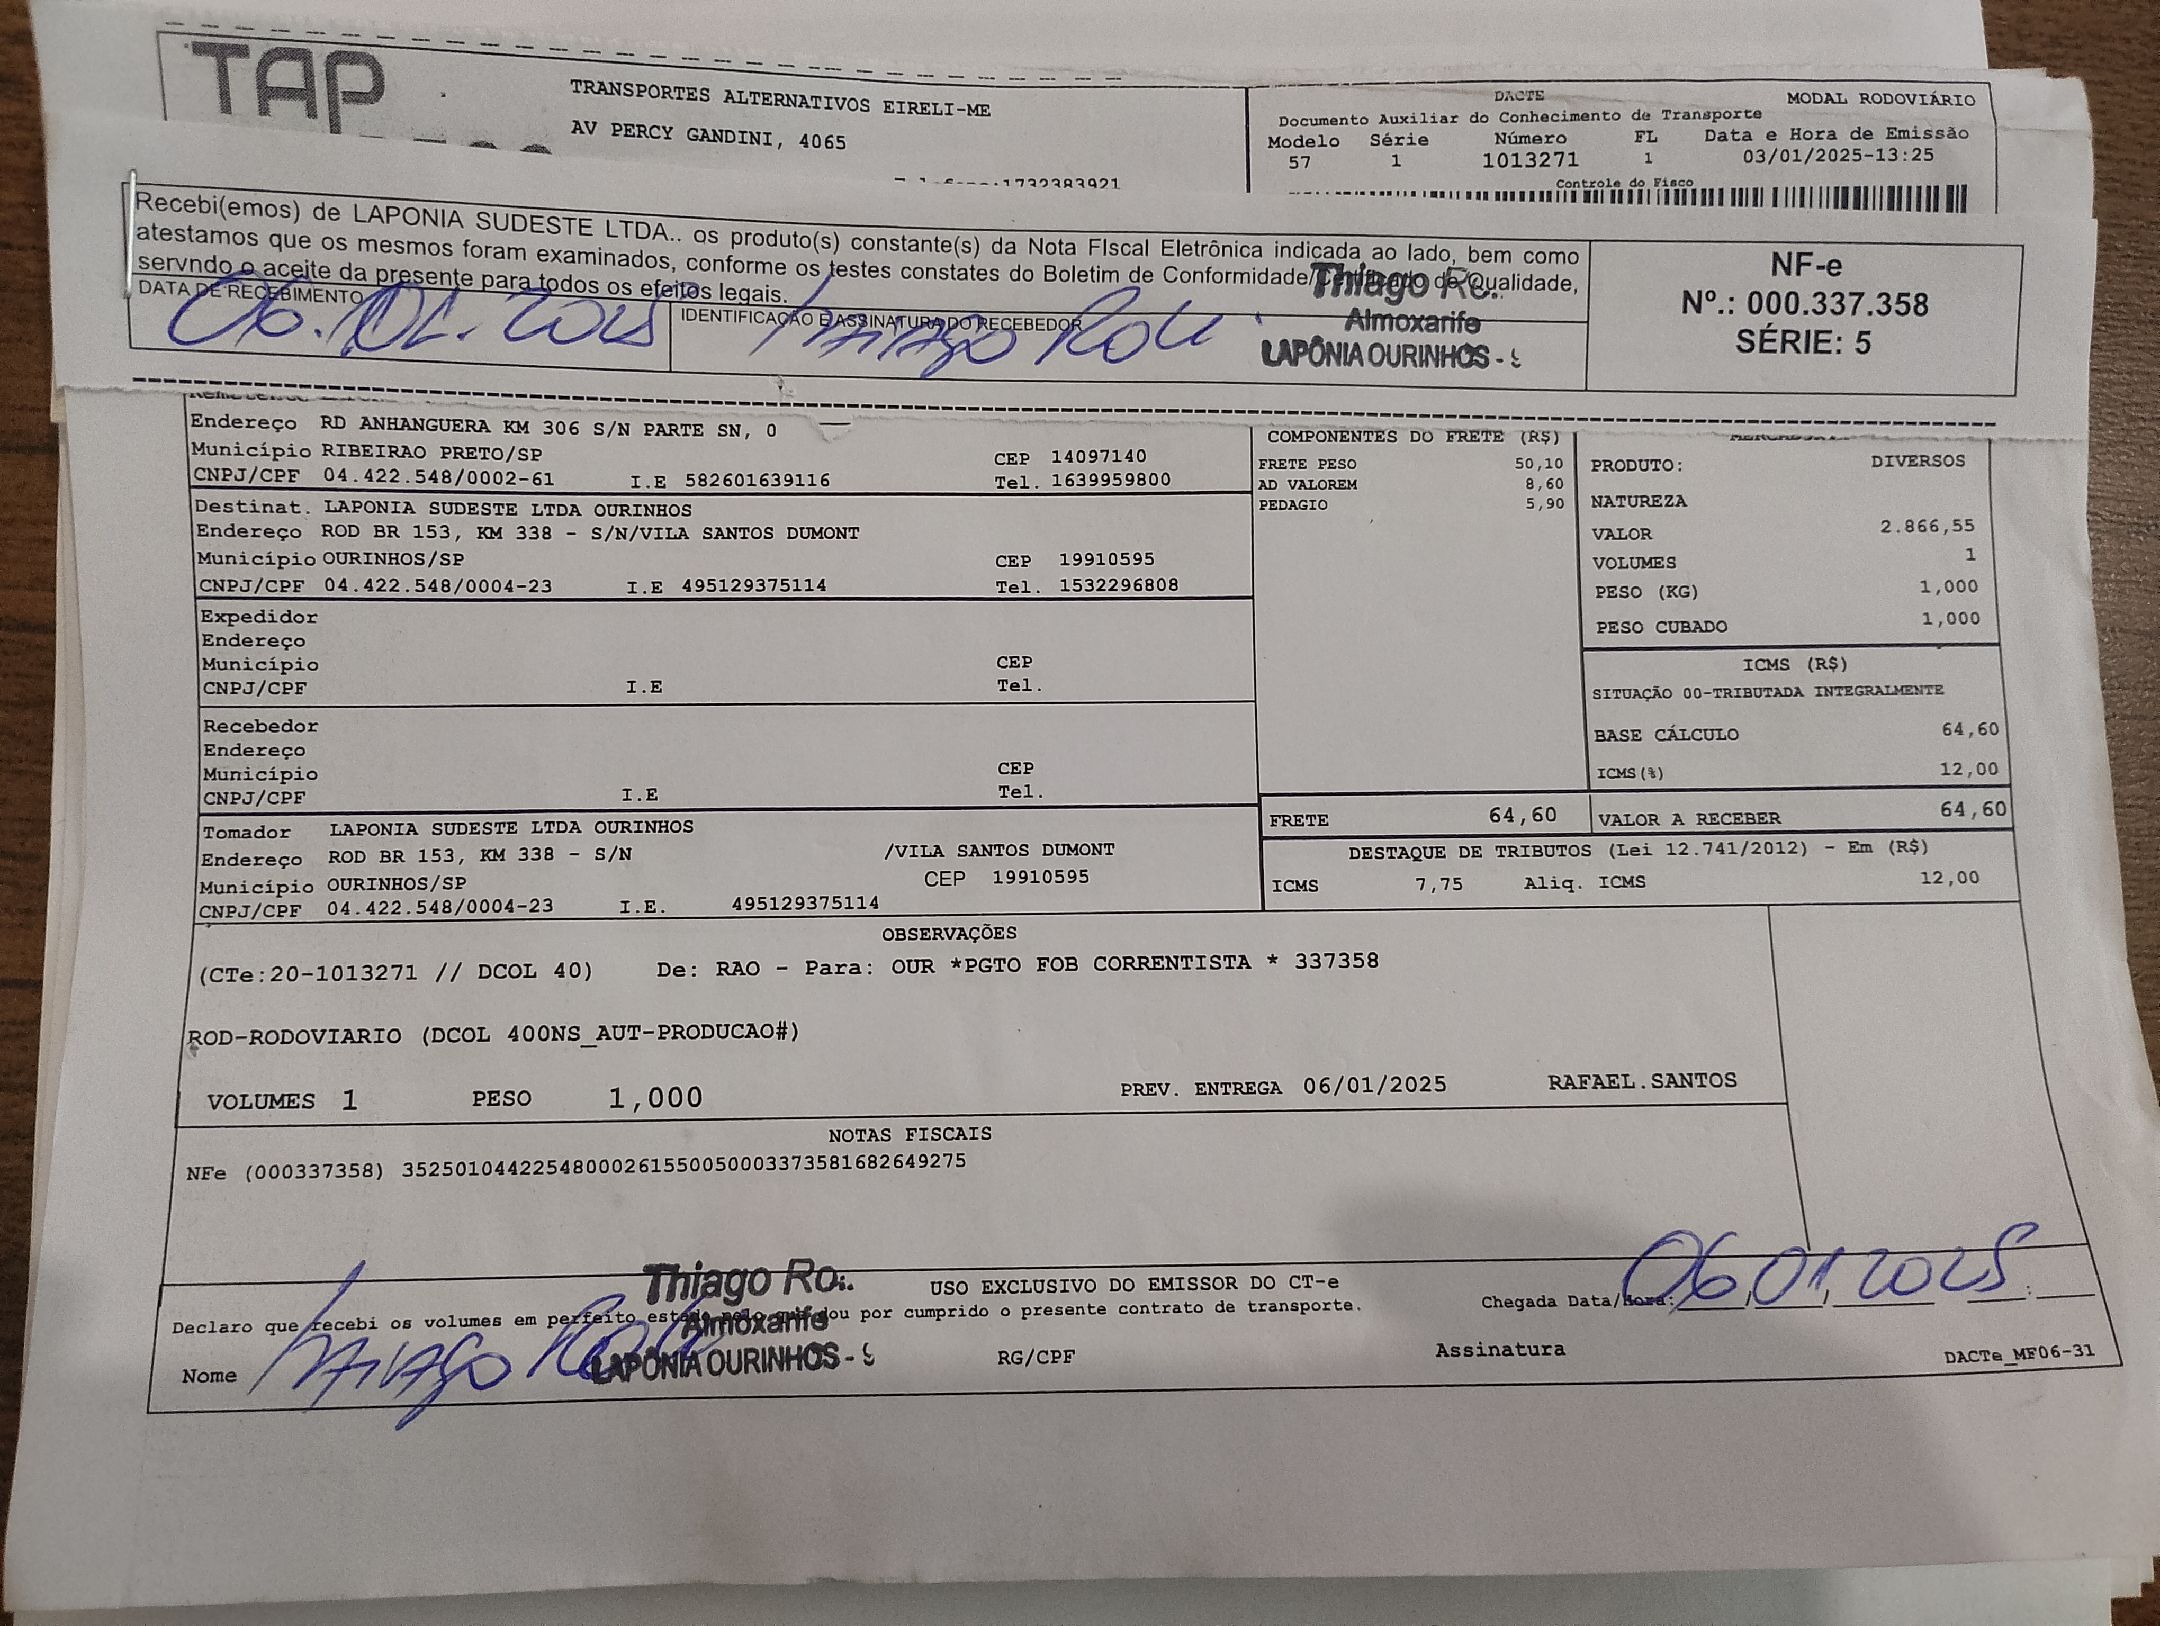 TAP
TRANSPORTES ALTERNATIVOS EIRELI-ME
AV PERCY GANDINI, 4065
1732383921
DACTE MODAL RODOVIÁRIO
Documento Auxiliar do Conhecimento de Transporte
Modelo Série Número FL Data e Hora de Emissão
57 1 1013271 1 03/01/2025-13:25
Controle do Fisco
Recebi(emos) de LAPONIA SUDESTE LTDA.. os produto(s) constante(s) da Nota FIscal Eletrônica indicada ao lado, bem como
atestamos que os mesmos foram examinados, conforme os testes constates do Boletim de Conformidade/Certificado de Qualidade,
servndo o aceite da presente para todos os efeitos legais.
DATA DE RECEBIMENTO
06.01.2025
IDENTIFICAÇÃO E ASSINATURA DO RECEBEDOR
Thiago
Thiago Ro
Almoxarife
LAPÔNIA OURINHOS -
NF-e
Nº.: 000.337.358
SÉRIE: 5
Endereço RD ANHANGUERA KM 306 S/N PARTE SN, 0
Município RIBEIRAO PRETO/SP CEP 14097140
CNPJ/CPF 04.422.548/0002-61 I.E 582601639116 Tel. 1639959800
Destinat. LAPONIA SUDESTE LTDA OURINHOS
Endereço ROD BR 153, KM 338 - S/N/VILA SANTOS DUMONT
Município OURINHOS/SP CEP 19910595
CNPJ/CPF 04.422.548/0004-23 I.E 495129375114 Tel. 1532296808
Expedidor
Endereço
Município CEP
CNPJ/CPF I.E Tel.
Recebedor
Endereço
Município CEP
CNPJ/CPF I.E Tel.
Tomador LAPONIA SUDESTE LTDA OURINHOS
Endereço ROD BR 153, KM 338 - S/N /VILA SANTOS DUMONT
Município OURINHOS/SP CEP 19910595
CNPJ/CPF 04.422.548/0004-23 I.E. 495129375114
COMPONENTES DO FRETE (R$)
FRETE PESO 50,10
AD VALOREM 8,60
PEDAGIO 5,90
PRODUTO: DIVERSOS
NATUREZA
VALOR 2.866,55
VOLUMES 1
PESO (KG) 1,000
PESO CUBADO 1,000
ICMS (R$)
SITUAÇÃO 00-TRIBUTADA INTEGRALMENTE
BASE CÁLCULO 64,60
ICMS(%) 12,00
FRETE 64,60 VALOR A RECEBER 64,60
DESTAQUE DE TRIBUTOS (Lei 12.741/2012) - Em (R$)
ICMS 7,75 Aliq. ICMS 12,00
OBSERVAÇÕES
(CTe:20-1013271 // DCOL 40) De: RAO - Para: OUR *PGTO FOB CORRENTISTA * 337358
ROD-RODOVIARIO (DCOL 400NS_AUT-PRODUCAO#)
VOLUMES 1 PESO 1,000 PREV. ENTREGA 06/01/2025 RAFAEL.SANTOS
NOTAS FISCAIS
NFe (000337358) 35250104422548000261550050003373581682649275
USO EXCLUSIVO DO EMISSOR DO CT-e
Declaro que recebi os volumes em perfeito estado pelo que dou por cumprido o presente contrato de transporte.
Chegada Data/Hora: 06/01/2025
Nome Thiago RG/CPF Assinatura DACTe_MF06-31
Thiago Ro
Almoxarife
LAPÔNIA OURINHOS -